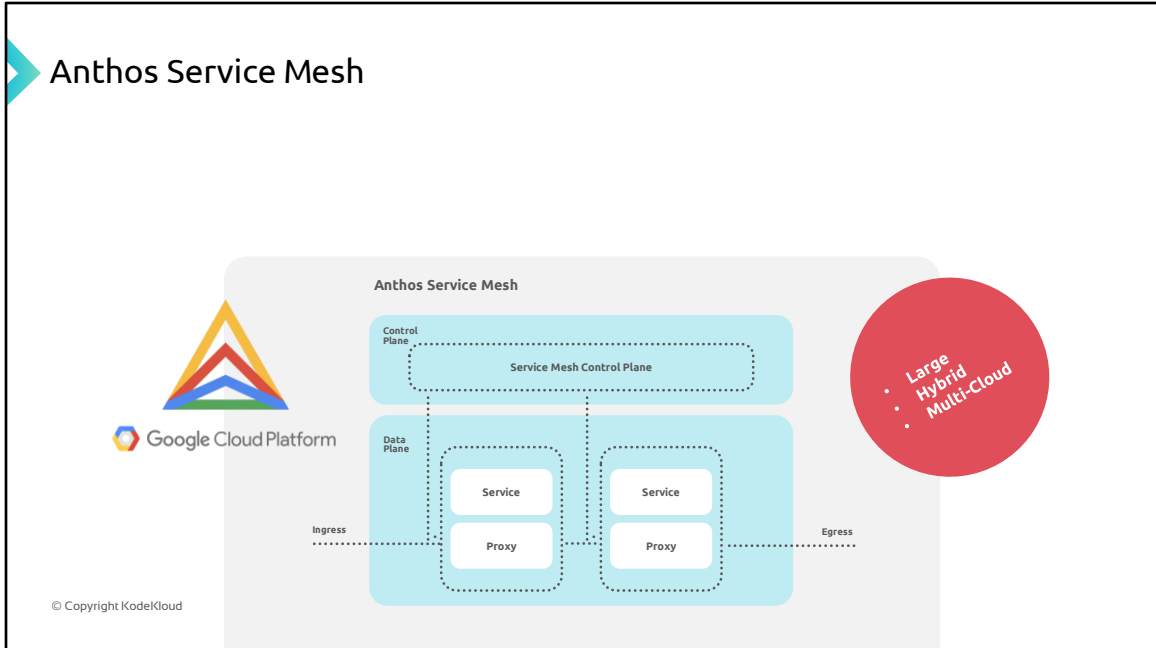 Anthos Service Mesh
Anthos Service Mesh
Control
Plane
Service Mesh Control Plane
Google Cloud Platform
• Large
• Hybrid
• Multi-Cloud
Data
Plane
Service
Service
Ingress
Proxy
Proxy
Egress
© Copyright KodeKloud